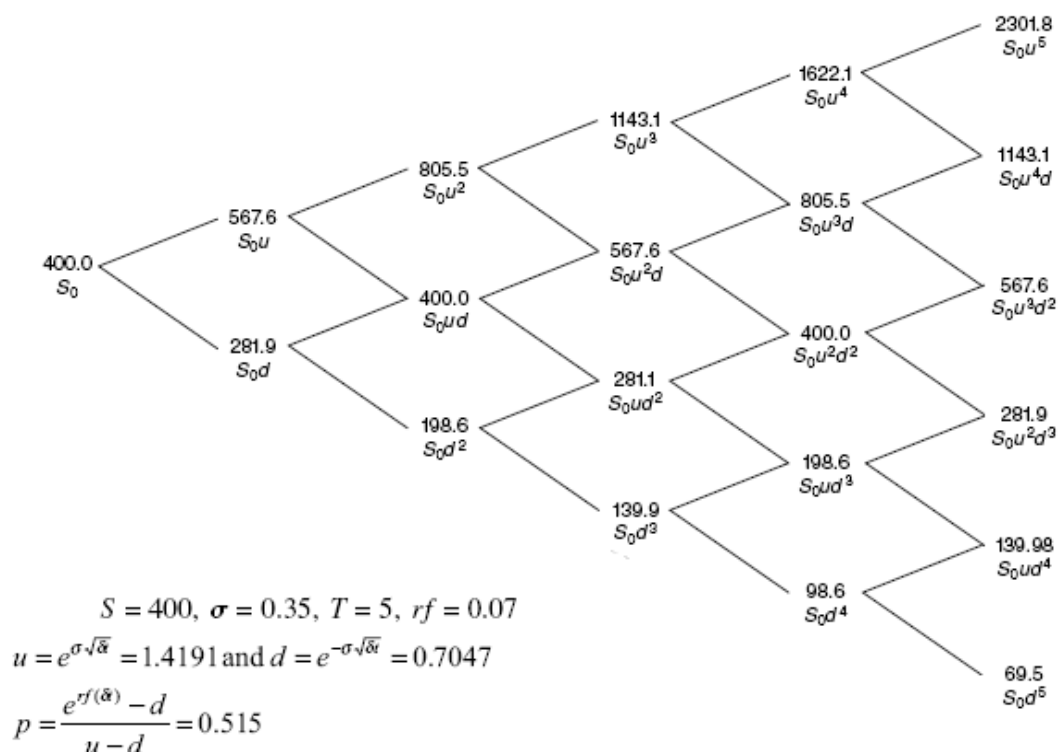 2301.8
S₀u⁵
1622.1
S₀u⁴
1143.1
S₀u³
1143.1
S₀u⁴d
805.5
S₀u²
805.5
S₀u³d
567.6
S₀u
567.6
S₀u²d
567.6
S₀u³d²
400.0
S₀
400.0
S₀ud
400.0
S₀u²d²
281.9
S₀d
281.1
S₀ud²
281.9
S₀u²d³
198.6
S₀d²
198.6
S₀ud³
139.9
S₀d³
139.98
S₀ud⁴
98.6
S₀d⁴
69.5
S₀d⁵
S = 400, σ = 0.35, T = 5, rf = 0.07
u = e^{σ√δt} = 1.4191 and d = e^{−σ√δt} = 0.7047
p = (e^{rf(δt)} − d) / (u − d) = 0.515